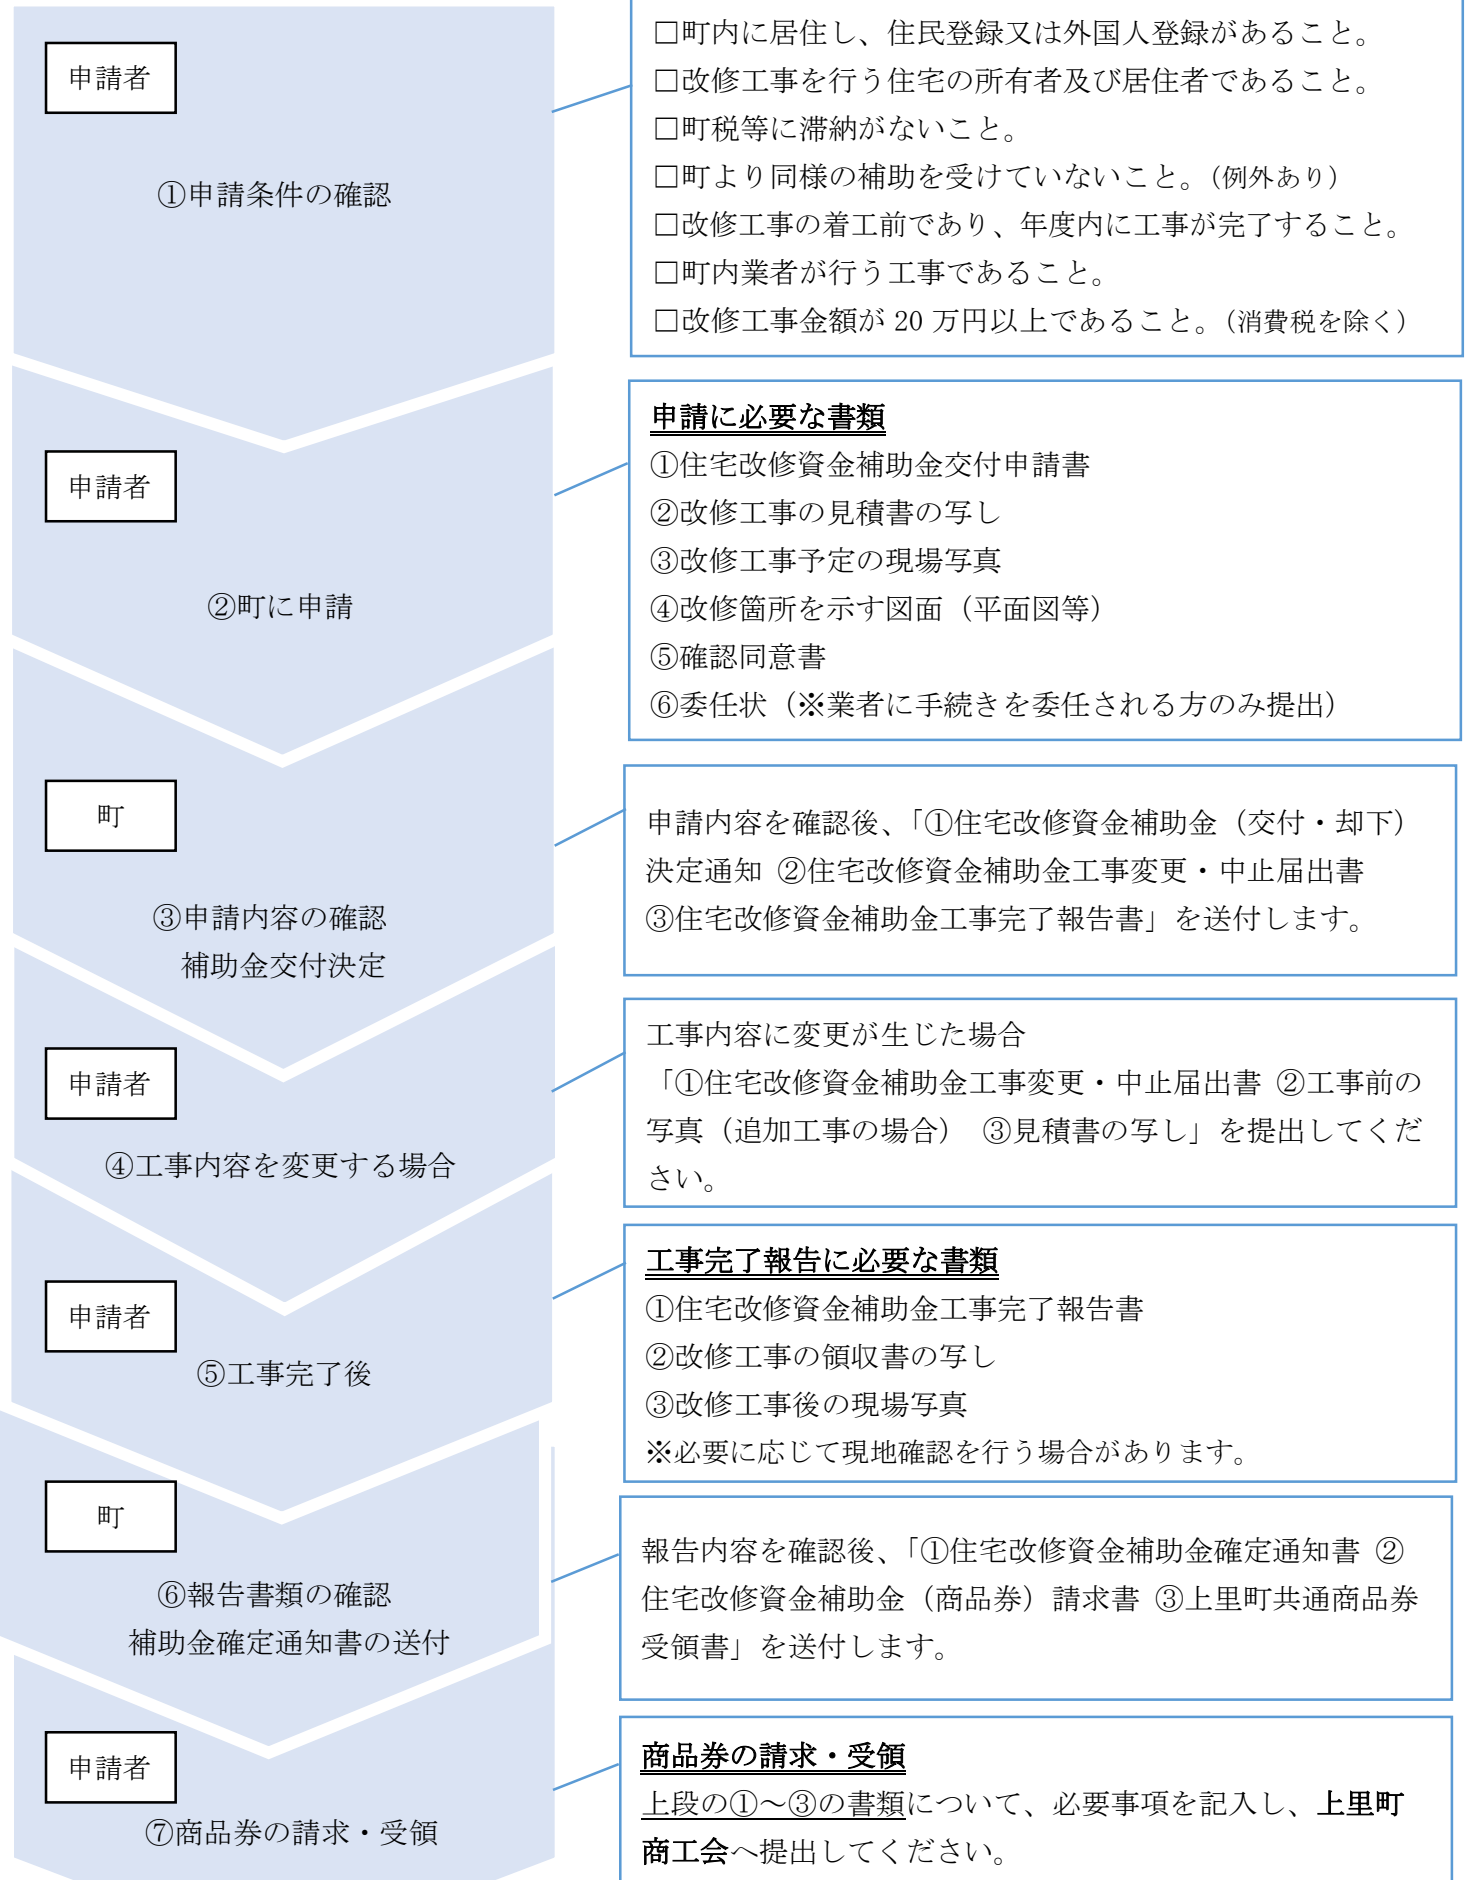 申請者
①申請条件の確認
□町内に居住し、住民登録又は外国人登録があること。
□改修工事を行う住宅の所有者及び居住者であること。
□町税等に滞納がないこと。
□町より同様の補助を受けていないこと。（例外あり）
□改修工事の着工前であり、年度内に工事が完了すること。
□町内業者が行う工事であること。
□改修工事金額が 20 万円以上であること。（消費税を除く）
申請者
②町に申請
申請に必要な書類
①住宅改修資金補助金交付申請書
②改修工事の見積書の写し
③改修工事予定の現場写真
④改修箇所を示す図面（平面図等）
⑤確認同意書
⑥委任状（※業者に手続きを委任される方のみ提出）
町
③申請内容の確認
補助金交付決定
申請内容を確認後、「①住宅改修資金補助金（交付・却下）
決定通知 ②住宅改修資金補助金工事変更・中止届出書
③住宅改修資金補助金工事完了報告書」を送付します。
申請者
④工事内容を変更する場合
工事内容に変更が生じた場合
「①住宅改修資金補助金工事変更・中止届出書 ②工事前の
写真（追加工事の場合） ③見積書の写し」を提出してくだ
さい。
申請者
⑤工事完了後
工事完了報告に必要な書類
①住宅改修資金補助金工事完了報告書
②改修工事の領収書の写し
③改修工事後の現場写真
※必要に応じて現地確認を行う場合があります。
町
⑥報告書類の確認
補助金確定通知書の送付
報告内容を確認後、「①住宅改修資金補助金確定通知書 ②
住宅改修資金補助金（商品券）請求書 ③上里町共通商品券
受領書」を送付します。
申請者
⑦商品券の請求・受領
商品券の請求・受領
上段の①～③の書類について、必要事項を記入し、上里町
商工会へ提出してください。